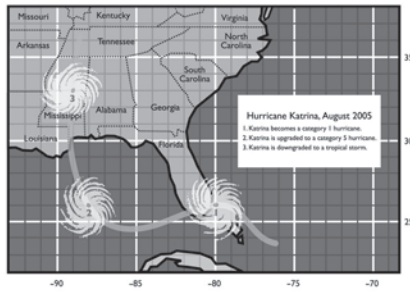 Missouri
Kentucky
Virginia
Arkansas
Tennessee
North
Carolina
South
Carolina
3
Mississippi
Alabama
Georgia
Louisiana
Florida
Hurricane Katrina, August 2005
1. Katrina becomes a category 1 hurricane.
2. Katrina is upgraded to a category 5 hurricane.
3. Katrina is downgraded to a tropical storm.
2
35
30
25
-90
-85
-80
-75
-70